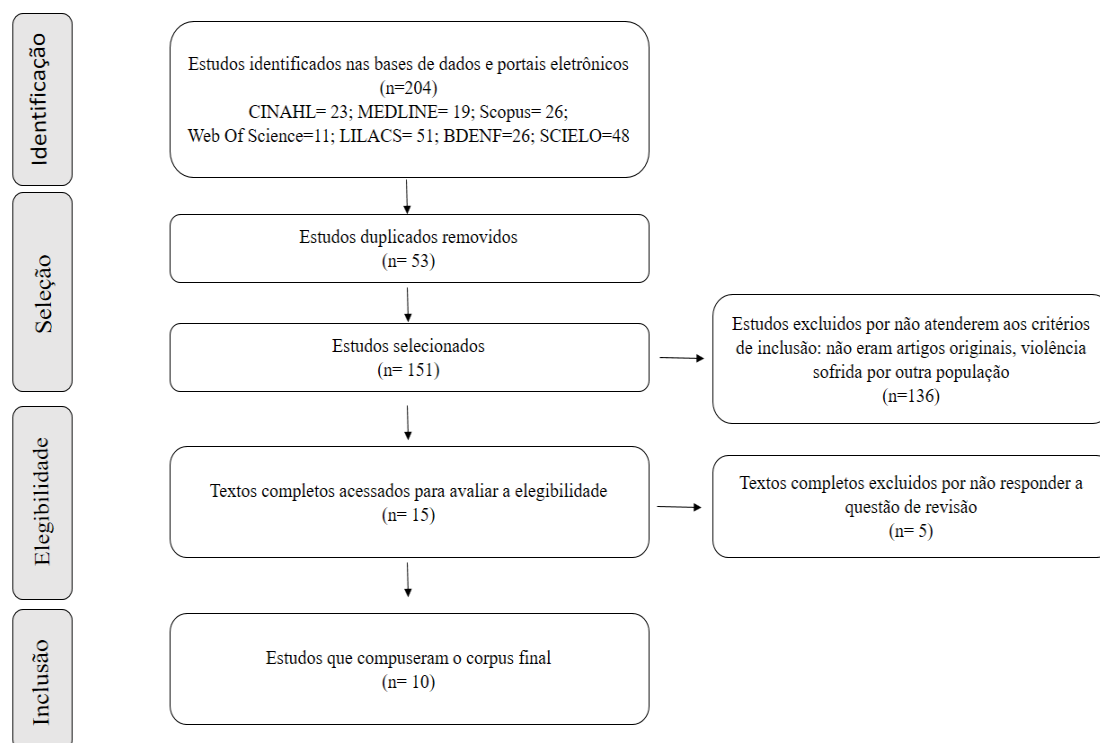 Identificação
Estudos identificados nas bases de dados e portais eletrônicos
(n=204)
CINAHL= 23; MEDLINE= 19; Scopus= 26;
Web Of Science=11; LILACS= 51; BDENF=26; SCIELO=48
Seleção
Estudos duplicados removidos
(n= 53)
Estudos selecionados
(n= 151)
Estudos excluidos por não atenderem aos critérios
de inclusão: não eram artigos originais, violência
sofrida por outra população
(n=136)
Elegibilidade
Textos completos acessados para avaliar a elegibilidade
(n= 15)
Textos completos excluidos por não responder a
questão de revisão
(n= 5)
Inclusão
Estudos que compuseram o corpus final
(n= 10)